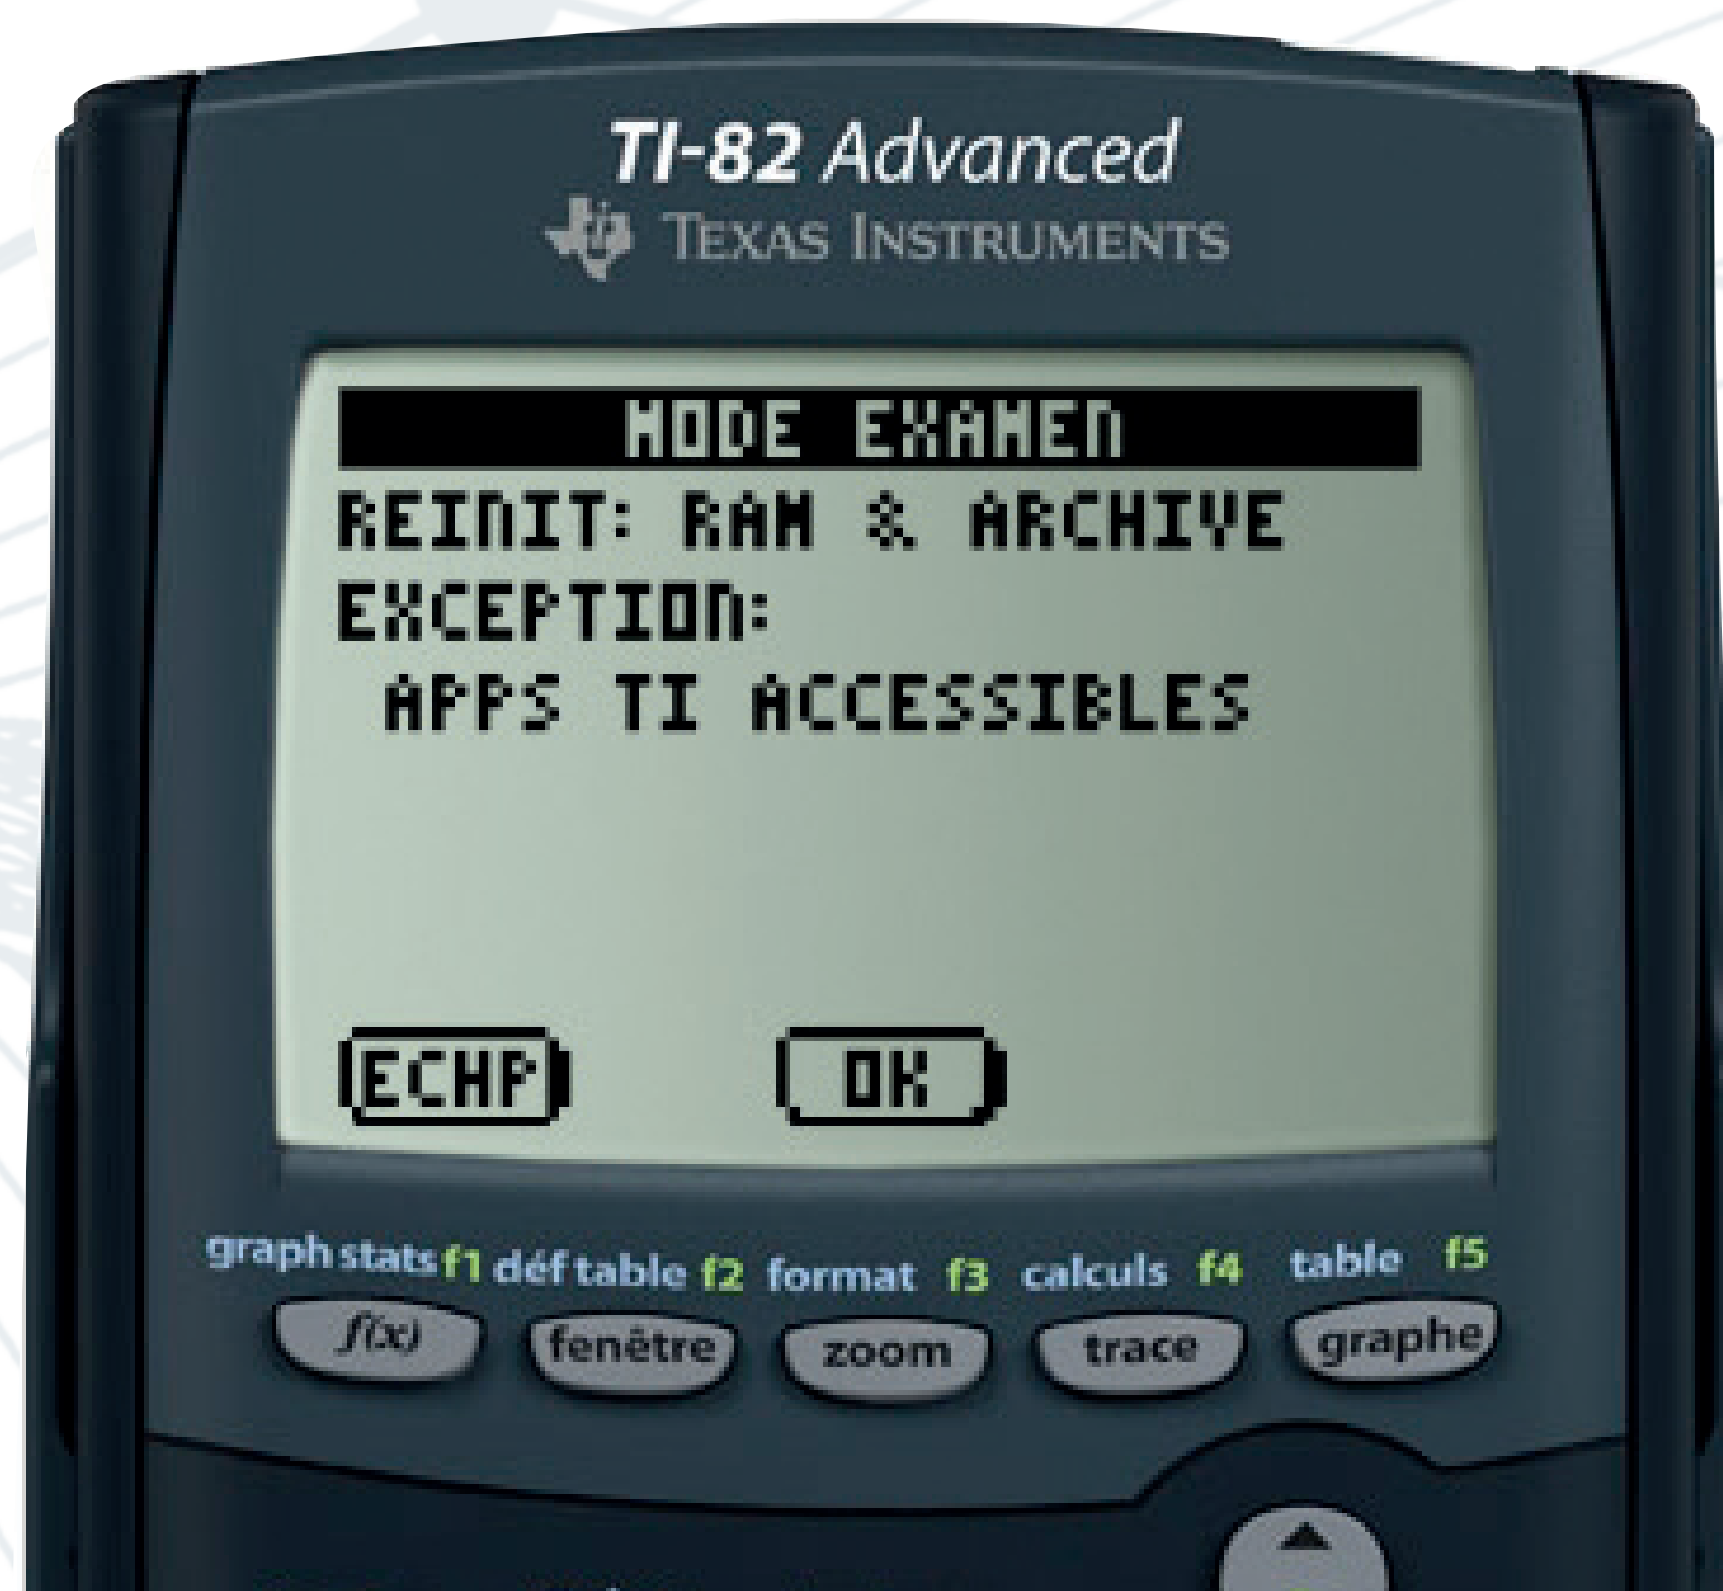 TI-82 Advanced
TEXAS INSTRUMENTS
MODE EXAMEN
REINIT: RAM & ARCHIVE
EXCEPTION:
APPS TI ACCESSIBLES
ECHP OK
graph stats f1 déf table f2 format f3 calculs f4 table f5
f(x) fenêtre zoom trace graphe